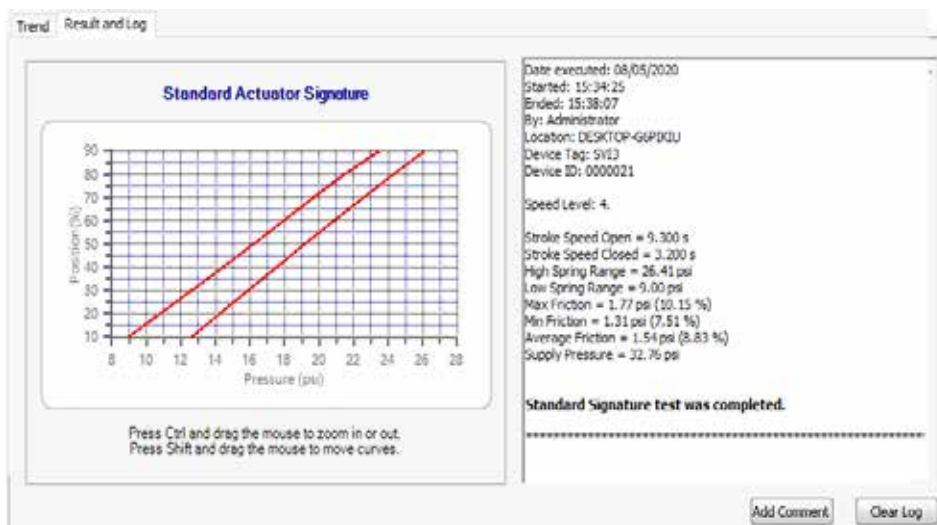 Trend Result and Log
Standard Actuator Signature
90
80
70
60
50
40
30
20
10
Position (%)
8 10 12 14 16 18 20 22 24 26 28
Pressure (psi)
Press Ctrl and drag the mouse to zoom in or out.
Press Shift and drag the mouse to move curves.
Date executed: 08/05/2020
Started: 15:34:25
Ended: 15:38:07
By: Administrator
Location:
Device Tag: SVI3
Device ID: 0000021
Speed Level: 4.
Stroke Speed Open = 9.300 s
Stroke Speed Closed = 3.200 s
High Spring Range = 26.41 psi
Low Spring Range = 9.00 psi
Max Friction = 1.77 psi (10.15 %)
Min Friction = 1.31 psi (7.51 %)
Average Friction = 1.54 psi (8.83 %)
Supply Pressure = 32.76 psi
Standard Signature test was completed.
Add Comment Clear Log